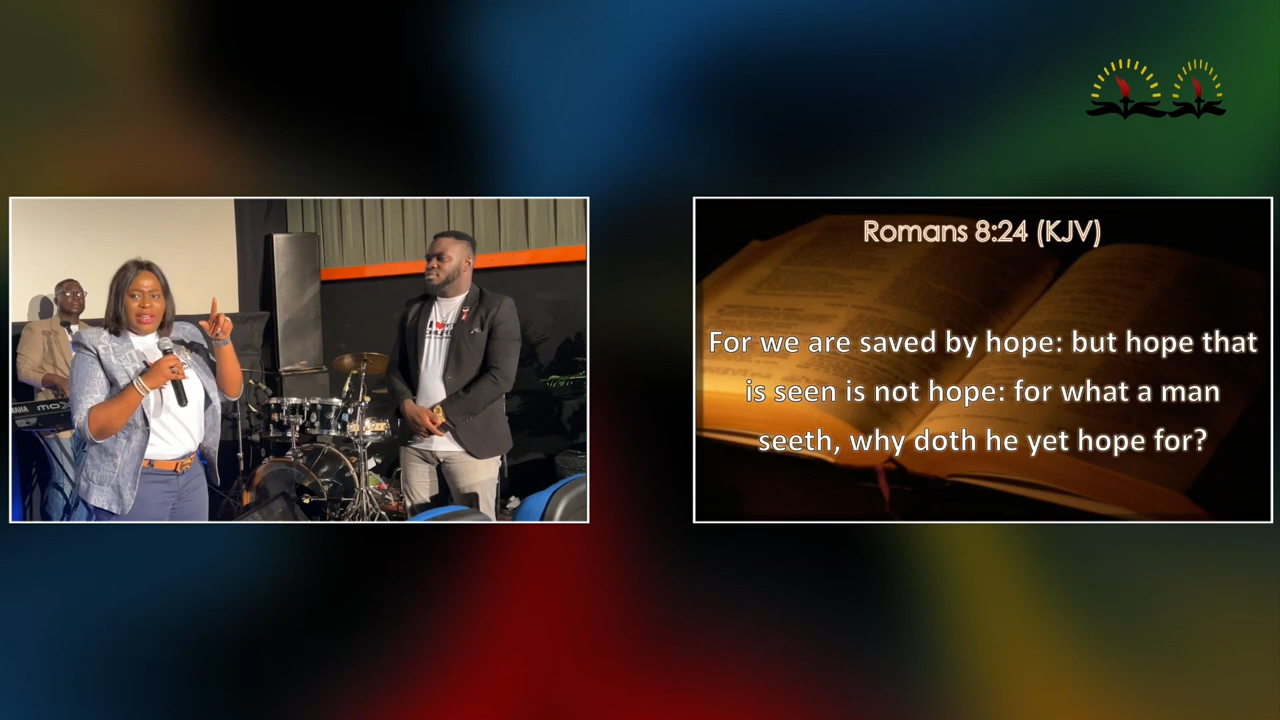 Romans 8:24 (KJV)
For we are saved by hope: but hope that
is seen is not hope: for what a man
seeth, why doth he yet hope for?